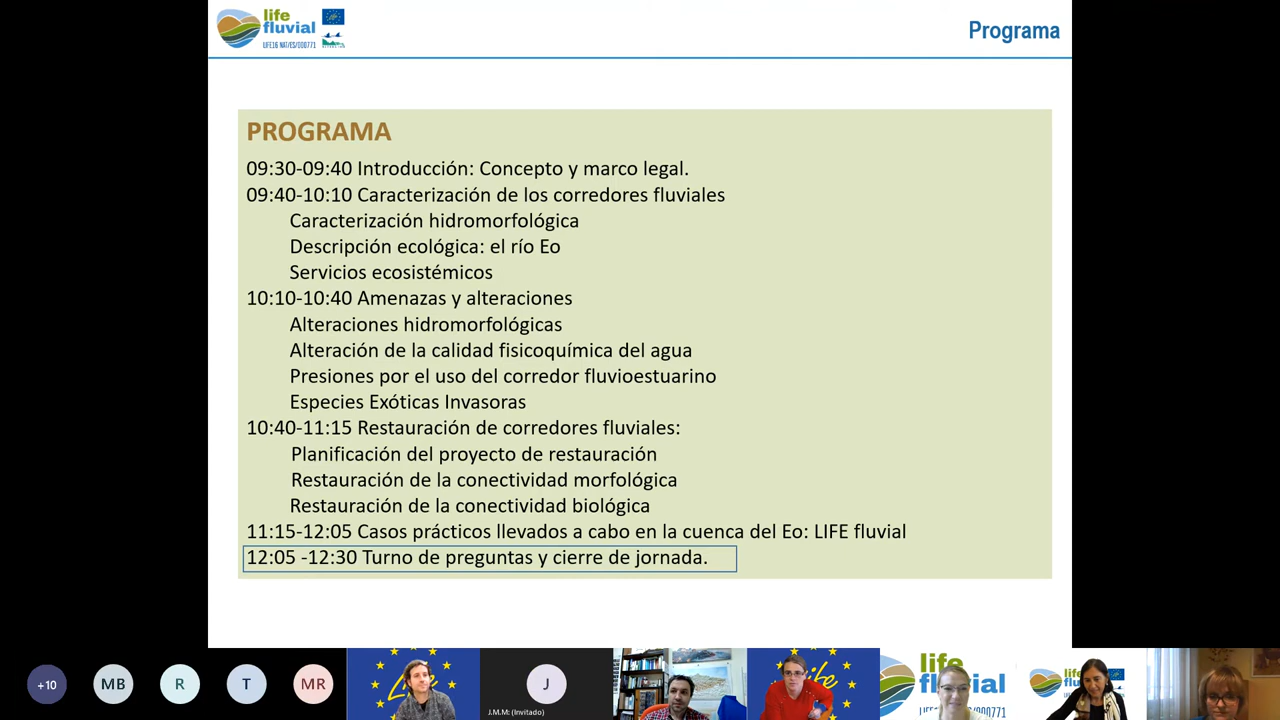 life
fluvial
LIFE16 NAT/ES/000771
Programa
PROGRAMA
09:30-09:40 Introducción: Concepto y marco legal.
09:40-10:10 Caracterización de los corredores fluviales
Caracterización hidromorfológica
Descripción ecológica: el río Eo
Servicios ecosistémicos
10:10-10:40 Amenazas y alteraciones
Alteraciones hidromorfológicas
Alteración de la calidad fisicoquímica del agua
Presiones por el uso del corredor fluvioestuarino
Especies Exóticas Invasoras
10:40-11:15 Restauración de corredores fluviales:
Planificación del proyecto de restauración
Restauración de la conectividad morfológica
Restauración de la conectividad biológica
11:15-12:05 Casos prácticos llevados a cabo en la cuenca del Eo: LIFE fluvial
12:05 -12:30 Turno de preguntas y cierre de jornada.
+10
MB
R
T
MR
J
J.M.M: (Invitado)